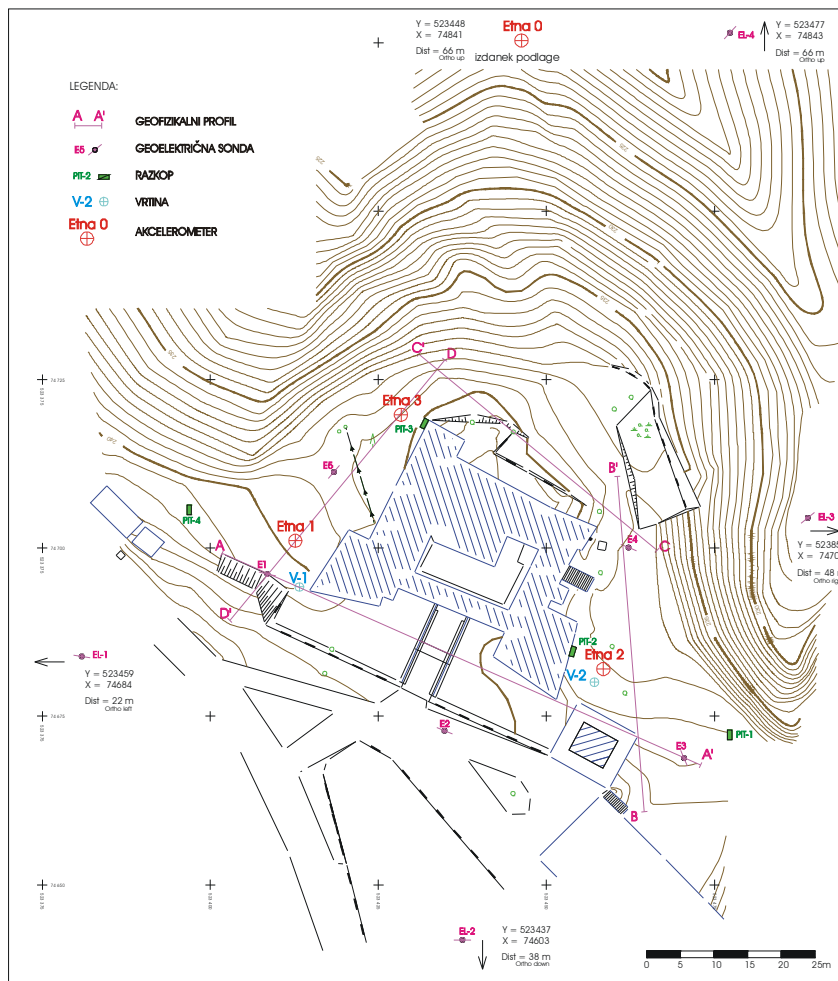 Y = 523448
X = 74841
Dist = 66 m
Ortho up
Etna 0
izdanek podlage
EL-4
Y = 523477
X = 74843
Dist = 66 m
Ortho up
LEGENDA:
A A'
GEOFIZIKALNI PROFIL
E5
GEOELEKTRIČNA SONDA
PIT-2
RAZKOP
V-2
VRTINA
Etna 0
AKCELEROMETER
C'
D
Etna 3
PIT-3
E5
B'
PIT-4
EL-3
Etna 1
A
E4
C
E1
V-1
D'
PIT-2
Etna 2
V-2
EL-1
Y = 523459
X = 74684
Dist = 22 m
Ortho left
E2
E3
A'
PIT-1
B
EL-2
Y = 523437
X = 74603
Dist = 38 m
Ortho down
0 5 10 15 20 25m